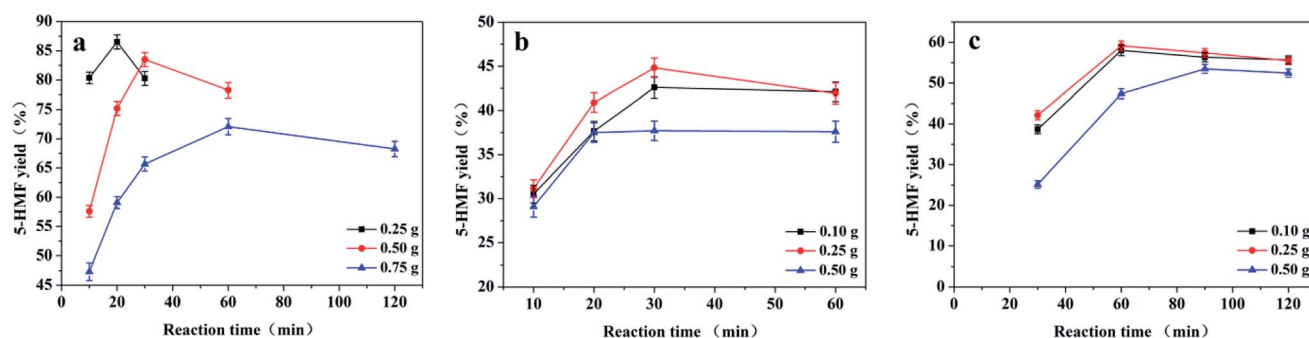 a
5-HMF yield（%）
90
85
80
75
70
65
60
55
50
45
0 20 40 60 80 100 120
Reaction time（min）
0.25 g
0.50 g
0.75 g
b
5-HMF yield（%）
50
45
40
35
30
25
20
10 20 30 40 50 60
Reaction time （min）
0.10 g
0.25 g
0.50 g
c
5-HMF yield（%）
60
50
40
30
20
10
0
0 20 40 60 80 100 120
Reaction time（min）
0.10 g
0.25 g
0.50 g